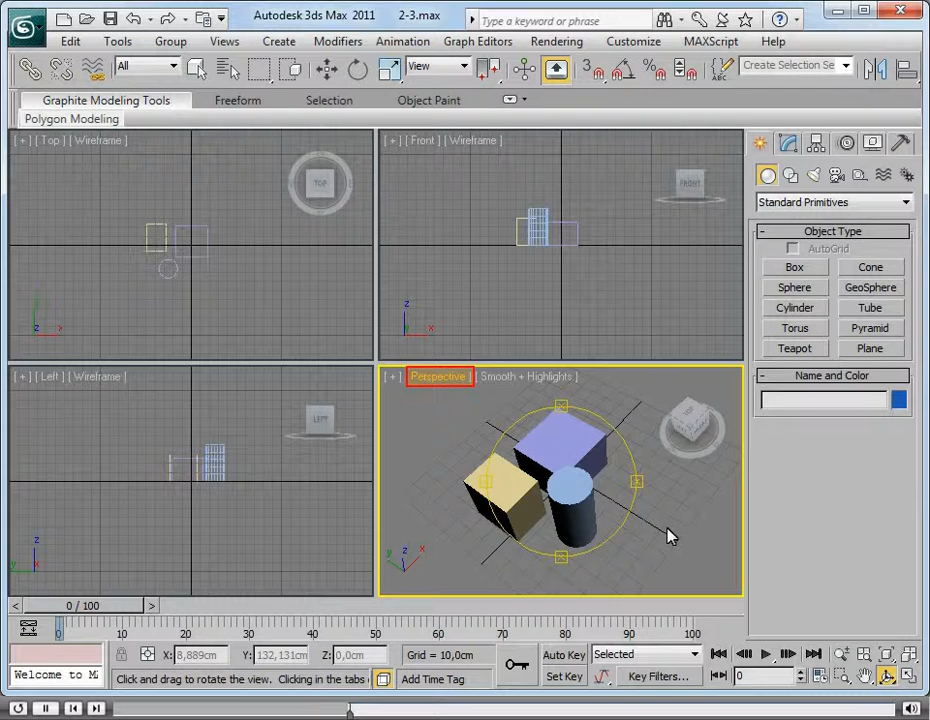 Autodesk 3ds Max 2011 2-3.max Type a keyword or phrase
Edit Tools Group Views Create Modifiers Animation Graph Editors Rendering Customize MAXScript Help
All View 3 Create Selection Se
Graphite Modeling Tools Freeform Selection Object Paint
Polygon Modeling
[ + ] [ Top ] [ Wireframe ]
TOP
z x
[ + ] [ Front ] [ Wireframe ]
FRONT
z x
Standard Primitives
- Object Type
AutoGrid
Box Cone
Sphere GeoSphere
Cylinder Tube
Torus Pyramid
Teapot Plane
- Name and Color
[ + ] [ Left ] [ Wireframe ]
LEFT
z
y
[ + ] [ Perspective ] [ Smooth + Highlights ]
TOP
z x
y
< 0 / 100 >
0 10 20 30 40 50 60 70 80 90 100
X: 8,889cm Y: 132,131cm Z: 0,0cm Grid = 10,0cm Auto Key Selected
Welcome to M Click and drag to rotate the view. Clicking in the tabs Add Time Tag Set Key Key Filters... 0